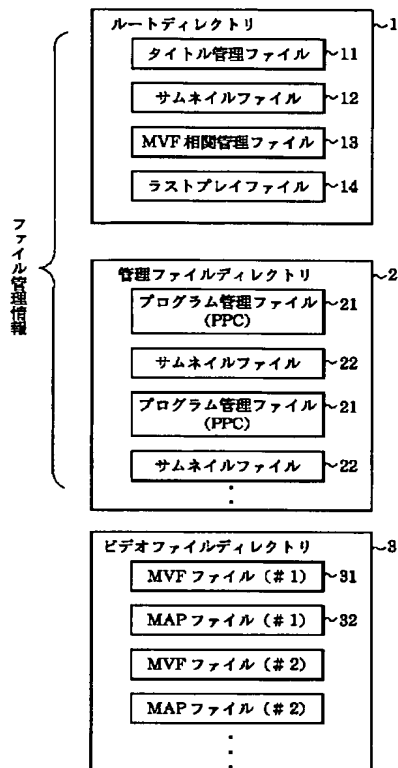 ルートディレクトリ ~1
タイトル管理ファイル ~11
サムネイルファイル ~12
MVF相関管理ファイル ~13
ラストプレイファイル ~14
ファイル管理情報
管理ファイルディレクトリ ~2
プログラム管理ファイル ~21
(PPC)
サムネイルファイル ~22
プログラム管理ファイル ~21
(PPC)
サムネイルファイル ~22
ビデオファイルディレクトリ ~3
MVFファイル(#1) ~31
MAPファイル(#1) ~32
MVFファイル(#2)
MAPファイル(#2)